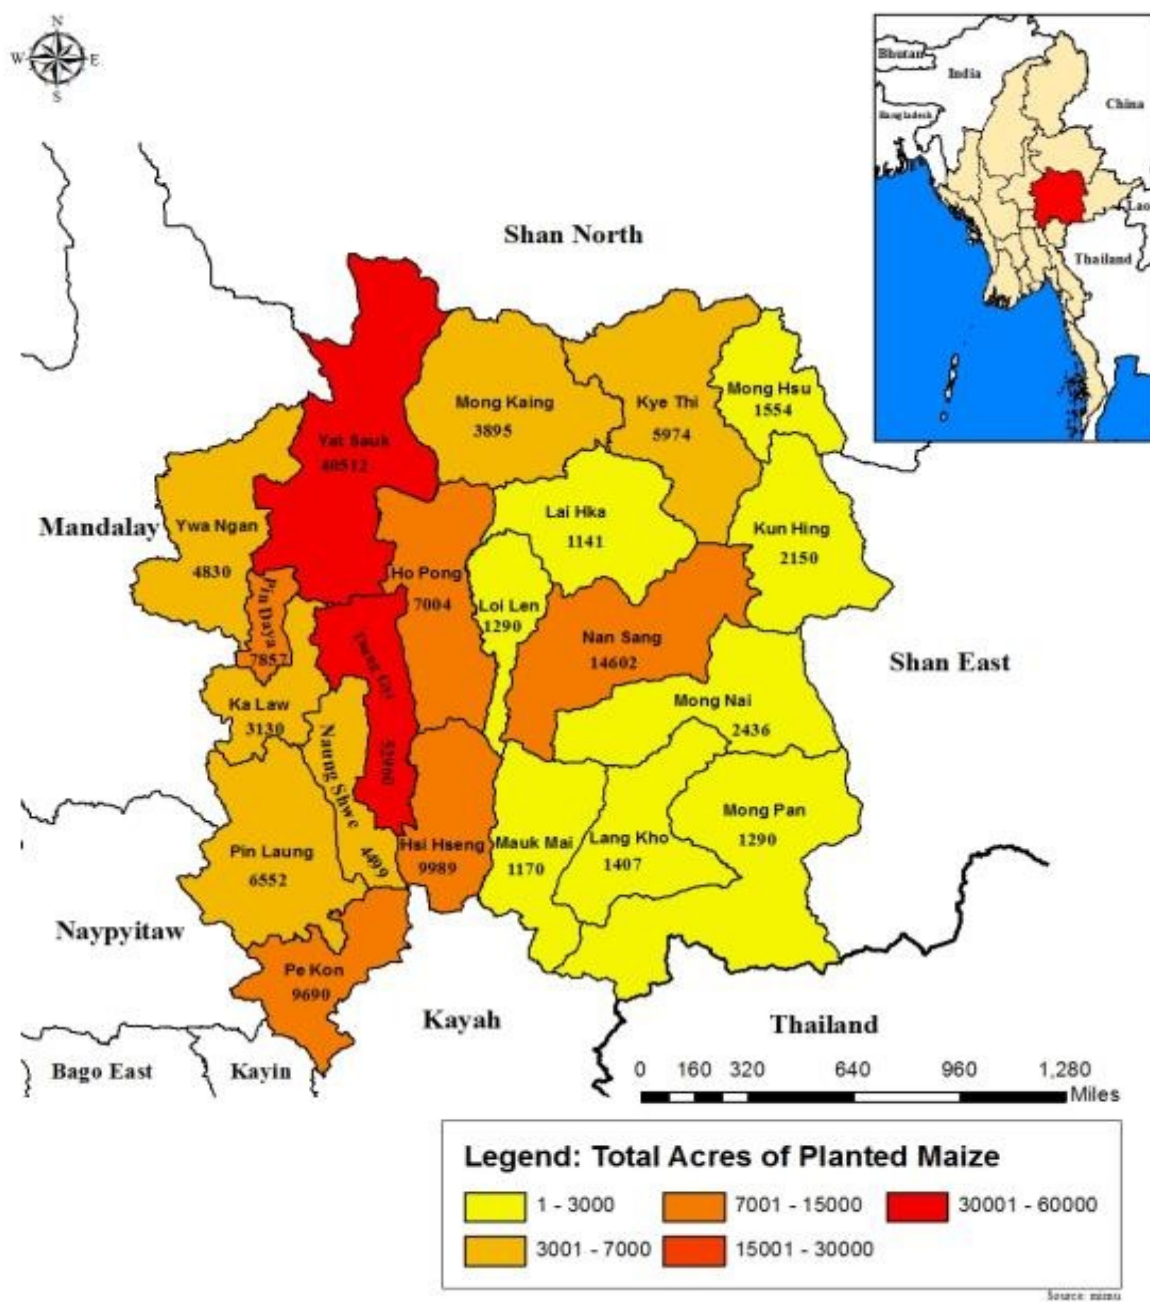 N
W E
S
Bhutan
India
China
Bangladesh
Lao
Thailand
Shan North
Mong Kaing
3895
Kye Thi
5974
Mong Hsu
1554
Yat Sauk
40512
Mandalay
Ywa Ngan
4830
Lai Hka
1141
Kun Hing
2150
Ho Pong
7004
Pin Daya
7857
Loi Len
1290
Nan Sang
14602
Shan East
Ka Law
3130
Naung Shwe
4499
Mong Nai
2436
Pin Laung
6552
Hsi Hseng
9989
Mauk Mai
1170
Lang Kho
1407
Mong Pan
1290
Naypyitaw
Pe Kon
9690
Kayah
Thailand
Bago East
Kayin
0 160 320 640 960 1,280
Miles
Legend: Total Acres of Planted Maize
1 - 3000
7001 - 15000
30001 - 60000
3001 - 7000
15001 - 30000
Source: mimu